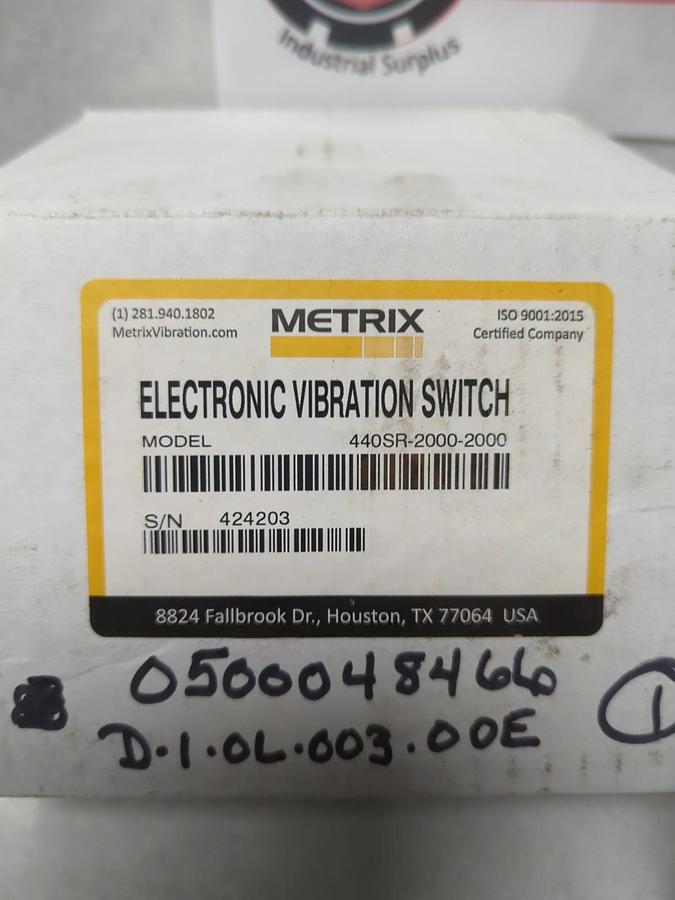 Industrial Surplus
(1) 281.940.1802
MetrixVibration.com
METRIX
ISO 9001:2015
Certified Company
ELECTRONIC VIBRATION SWITCH
MODEL 440SR-2000-2000
S/N 424203
8824 Fallbrook Dr., Houston, TX 77064 USA
0500048466
D.1.0L.003.00E
1